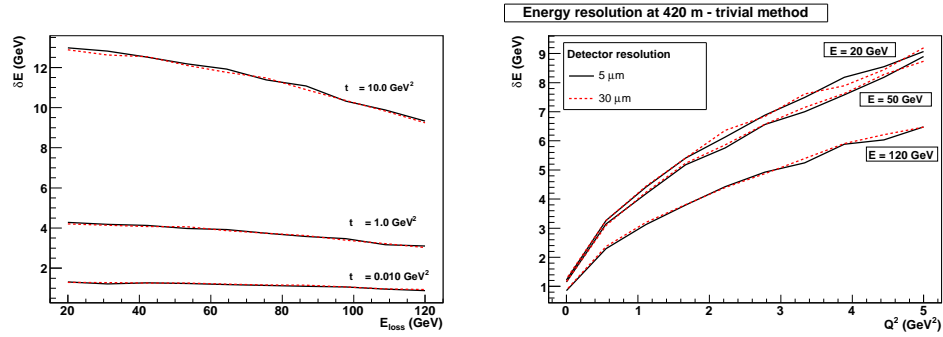 Energy resolution at 420 m - trivial method
δE (GeV)
12
10
8
6
4
2
t = 10.0 GeV²
t = 1.0 GeV²
t = 0.010 GeV²
20 40 60 80 100 120
E_loss (GeV)
δE (GeV)
9
8
7
6
5
4
3
2
1
Detector resolution
5 μm
30 μm
E = 20 GeV
E = 50 GeV
E = 120 GeV
0 1 2 3 4 5
Q² (GeV²)